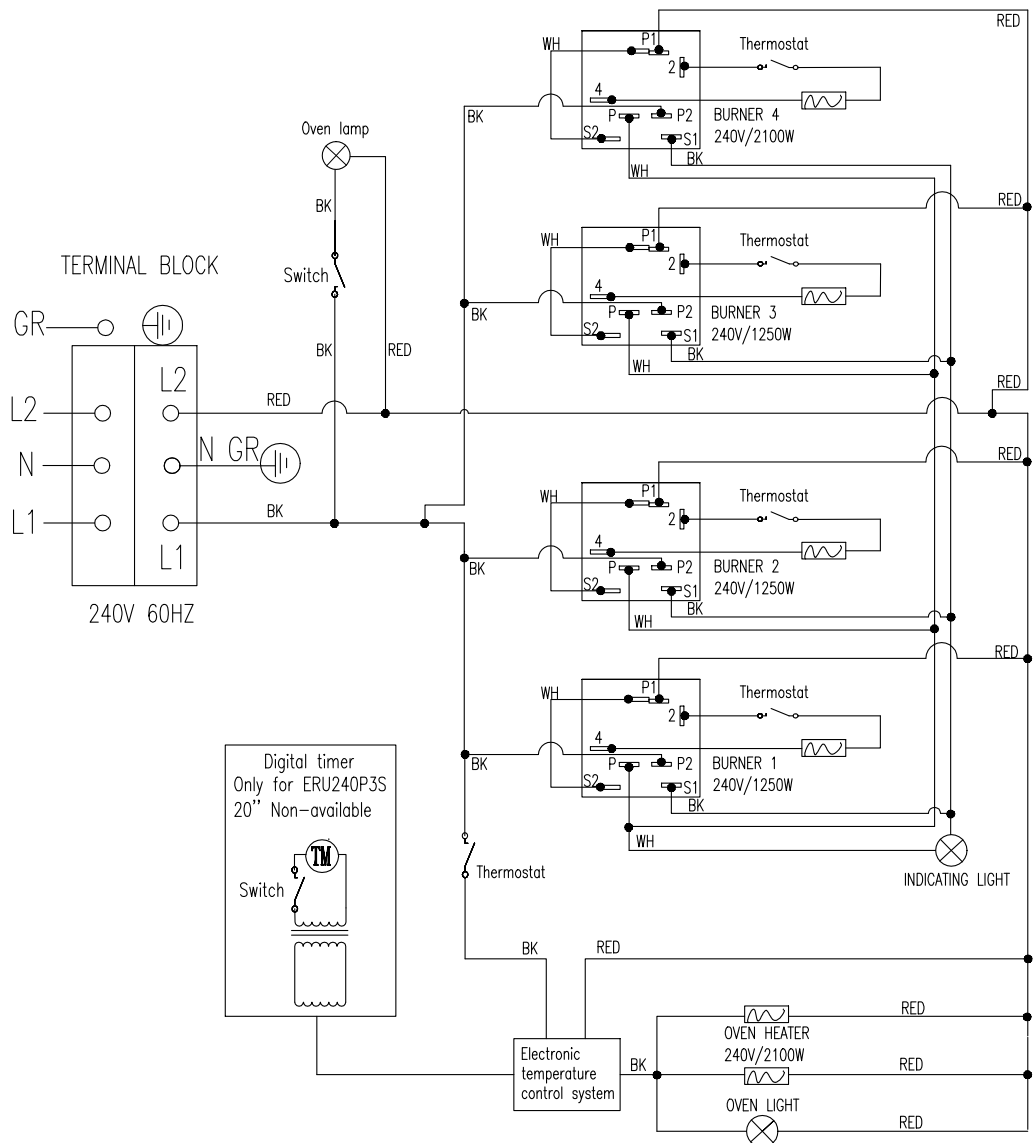 RED
WH
P1
Thermostat
2
4
BK
P
P2
BURNER 4
240V/2100W
S2
S1
BK
WH
Oven lamp
BK
Switch
BK
RED
RED
WH
P1
Thermostat
2
4
BK
P
P2
BURNER 3
240V/1250W
S2
S1
BK
WH
TERMINAL BLOCK
GR
L2
L2
RED
RED
N
N GR
L1
BK
L1
240V 60HZ
RED
WH
P1
Thermostat
2
4
BK
P
P2
BURNER 2
240V/1250W
S2
S1
BK
WH
RED
WH
P1
Thermostat
2
4
BK
P
P2
BURNER 1
240V/1250W
S2
S1
BK
WH
INDICATING LIGHT
Digital timer
Only for ERU240P3S
20’’ Non-available
TM
Switch
Thermostat
BK
RED
Electronic
temperature
control system
BK
RED
OVEN HEATER
240V/2100W
RED
OVEN LIGHT
RED